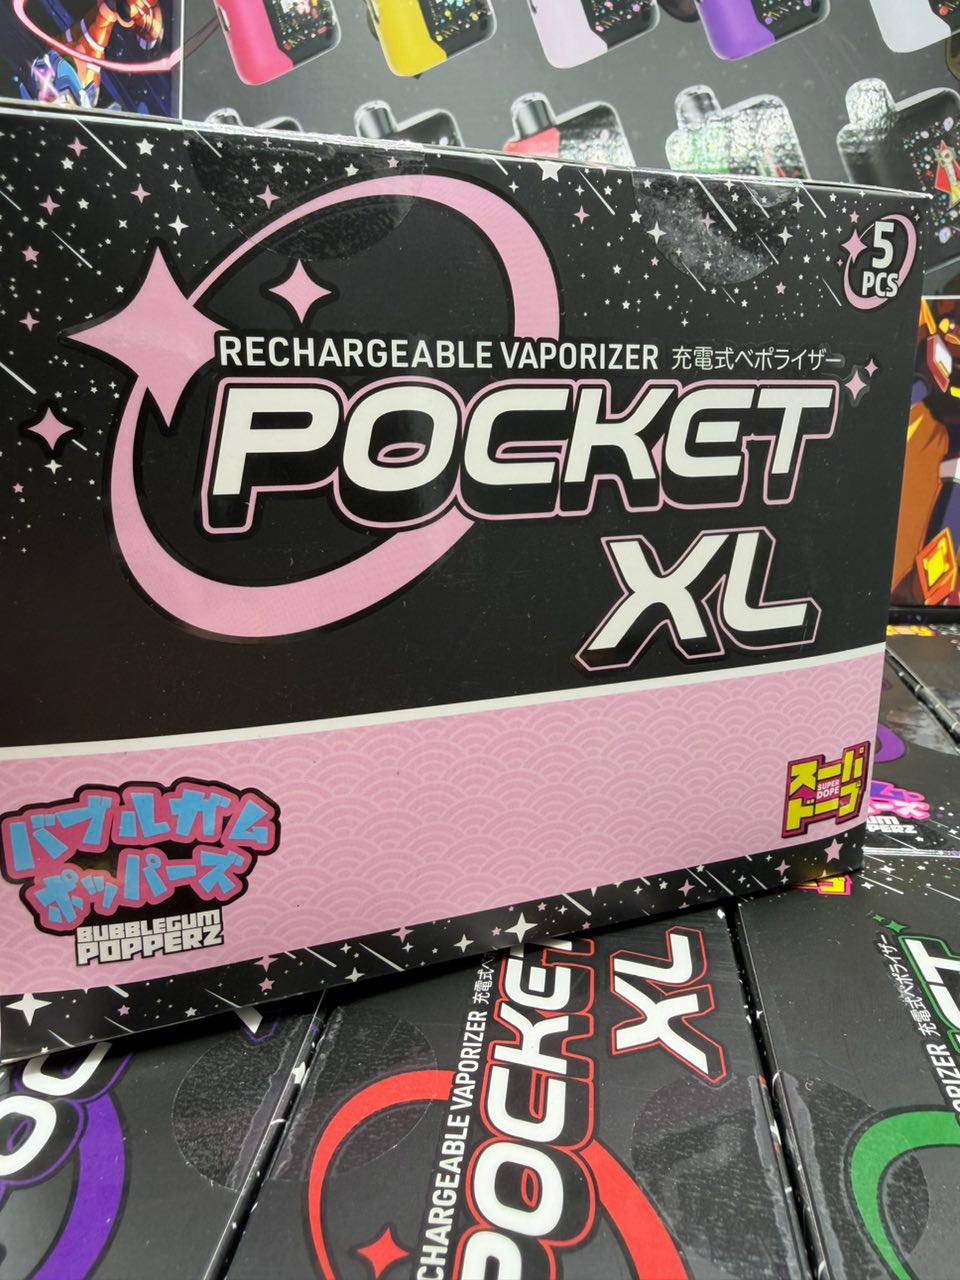 5
PCS
RECHARGEABLE VAPORIZER 充電式ベポライザー
POCKET
XL
バブルガム
ポッパーズ
BUBBLEGUM
POPPERZ
スーパー
SUPER
DOPE
ドープ
POCKET
XL
CHARGEABLE VAPORIZER 充電式ベ
ORIZER 充電式ベポライザー